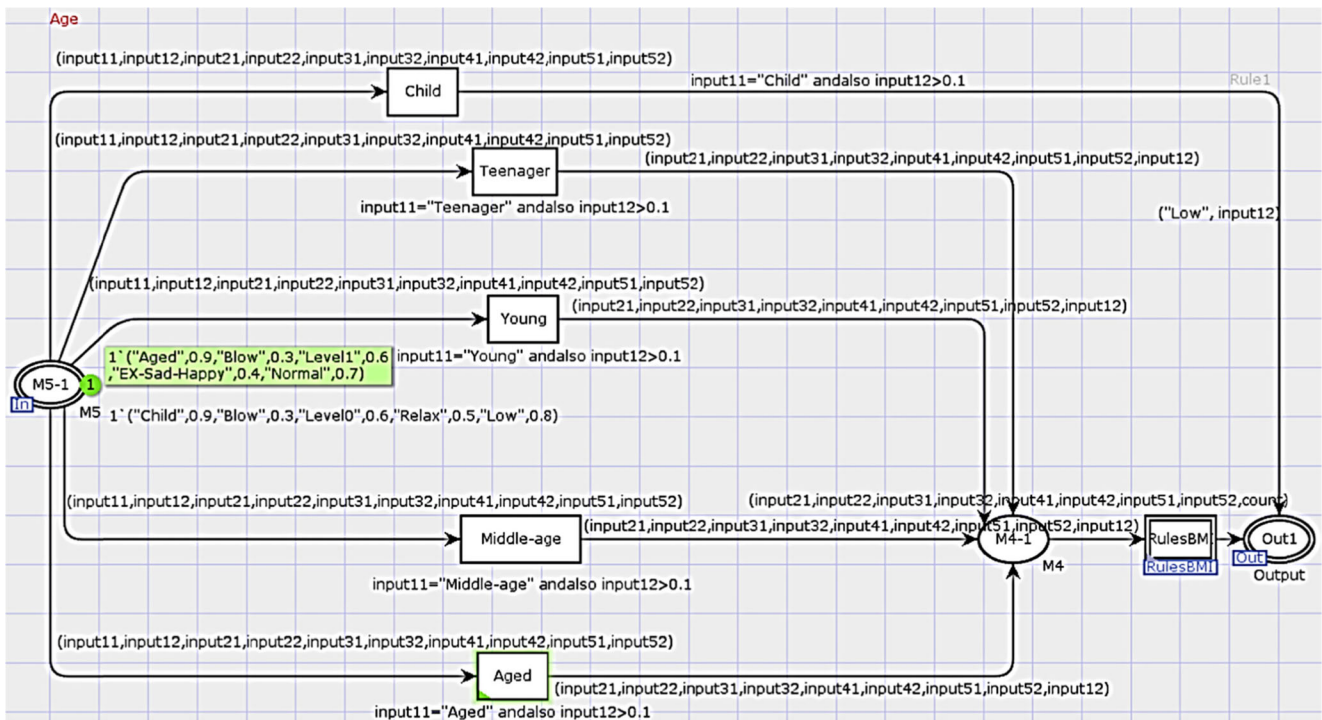 Age
(input11,input12,input21,input22,input31,input32,input41,input42,input51,input52)
Child
input11="Child" andalso input12>0.1
Rule1
(input11,input12,input21,input22,input31,input32,input41,input42,input51,input52)
Teenager
(input21,input22,input31,input32,input41,input42,input51,input52,input12)
input11="Teenager" andalso input12>0.1
("Low", input12)
(input11,input12,input21,input22,input31,input32,input41,input42,input51,input52)
Young
(input21,input22,input31,input32,input41,input42,input51,input52,input12)
input11="Young" andalso input12>0.1
1`("Aged",0.9,"Blow",0.3,"Level1",0.6
,"EX-Sad-Happy",0.4,"Normal",0.7)
M5-1
1
In
M5
1`("Child",0.9,"Blow",0.3,"Level0",0.6,"Relax",0.5,"Low",0.8)
(input11,input12,input21,input22,input31,input32,input41,input42,input51,input52)
(input21,input22,input31,input32,input41,input42,input51,input52,count)
Middle-age
(input21,input22,input31,input32,input41,input42,input51,input52,input12)
M4-1
M4
RulesBMI
RulesBMI
Out1
Out
Output
input11="Middle-age" andalso input12>0.1
(input11,input12,input21,input22,input31,input32,input41,input42,input51,input52)
Aged
(input21,input22,input31,input32,input41,input42,input51,input52,input12)
input11="Aged" andalso input12>0.1